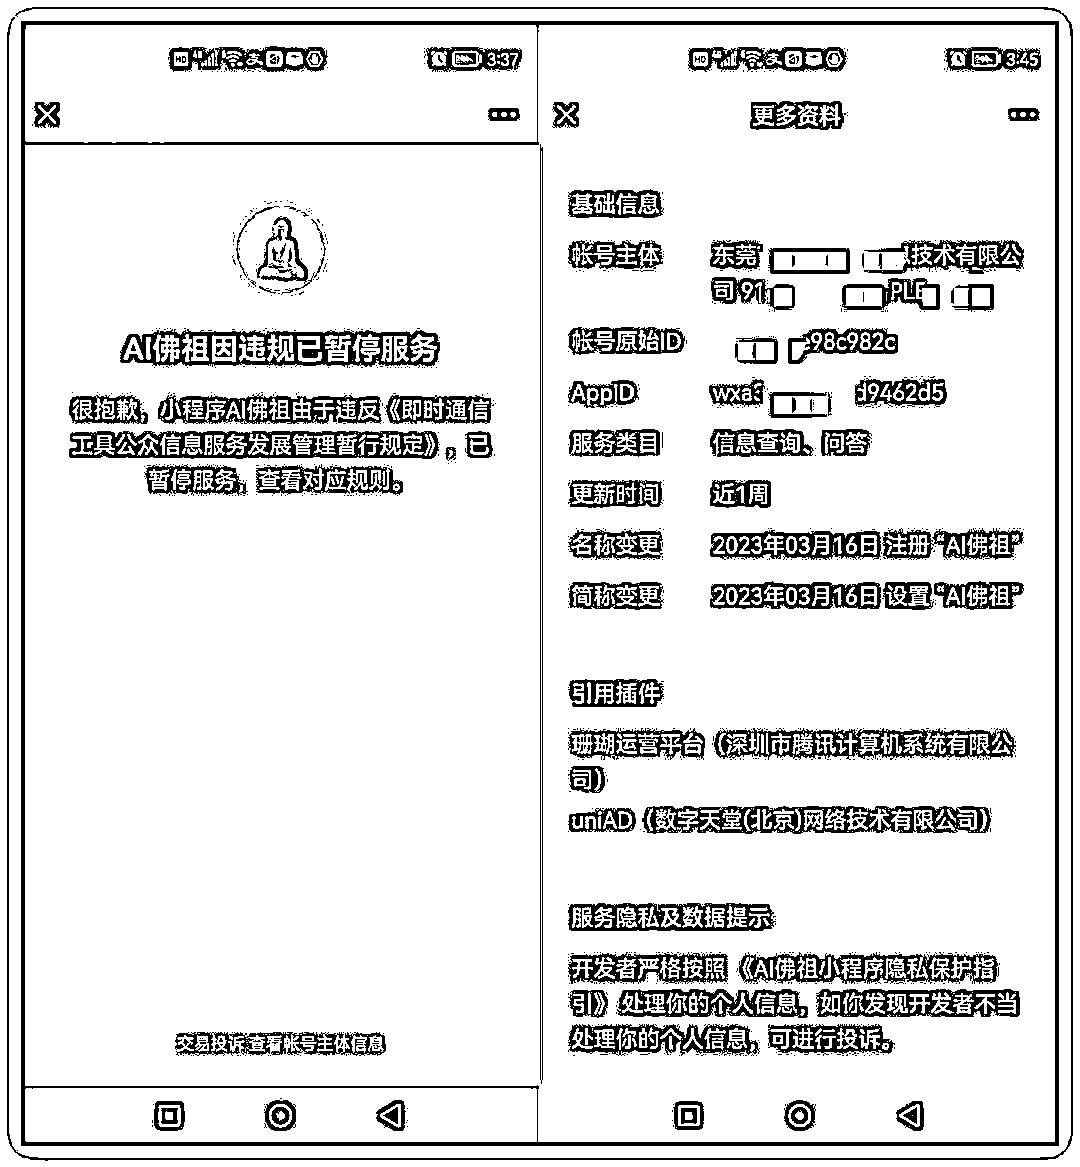 3:37
AI佛祖因违规已暂停服务
很抱歉，小程序AI佛祖由于违反《即时通信
工具公众信息服务发展管理暂行规定》，已
暂停服务，查看对应规则。
交易投诉 查看帐号主体信息
3:45
更多资料
基础信息
帐号主体 东莞 技术有限公
司 91 PLE
帐号原始ID 98c982c
AppID wxa3 d9462d5
服务类目 信息查询、问答
更新时间 近1周
名称变更 2023年03月16日 注册 “AI佛祖”
简称变更 2023年03月16日 设置 “AI佛祖”
引用插件
珊瑚运营平台（深圳市腾讯计算机系统有限公
司）
uniAD（数字天堂(北京)网络技术有限公司）
服务隐私及数据提示
开发者严格按照《AI佛祖小程序隐私保护指
引》处理你的个人信息，如你发现开发者不当
处理你的个人信息，可进行投诉。